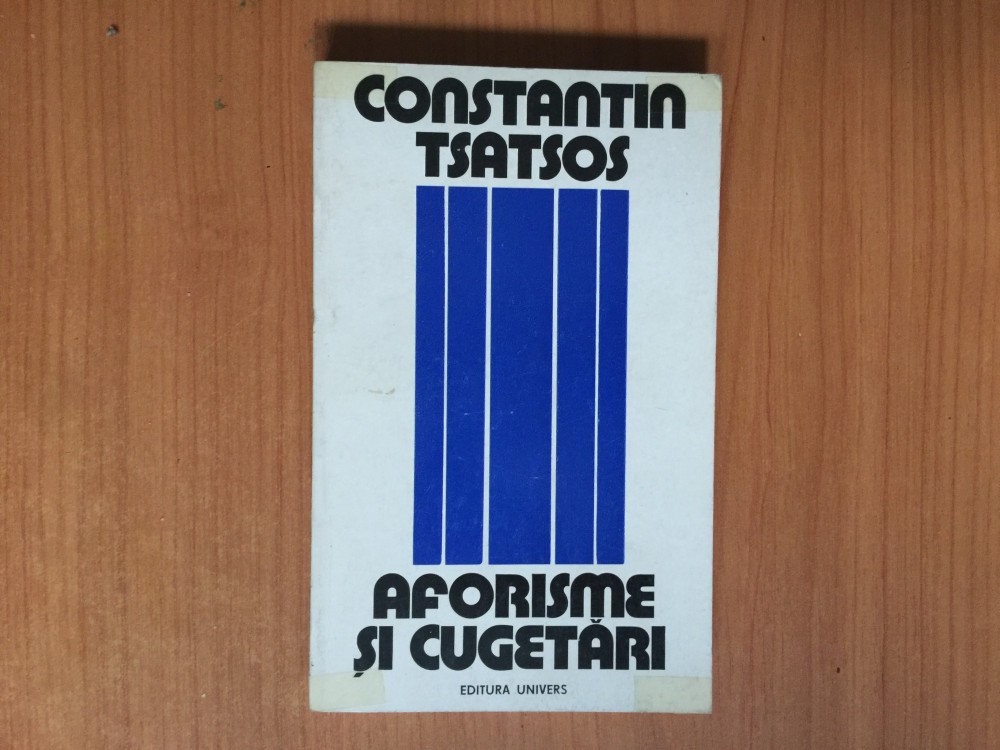 CONSTANTIN
TSATSOS
AFORISME
ȘI CUGETĂRI
EDITURA UNIVERS